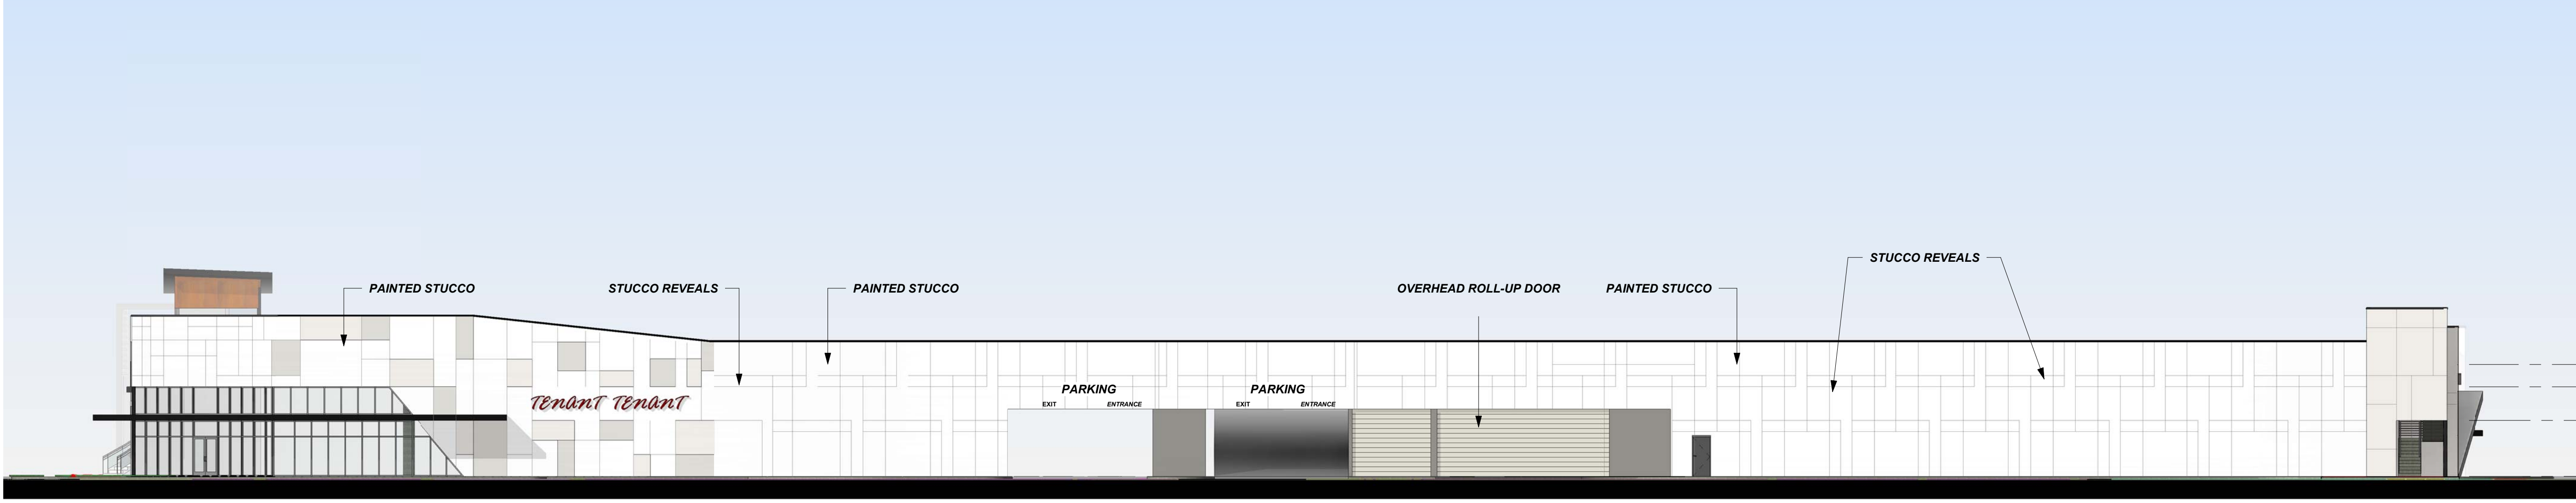 STUCCO REVEALS
PAINTED STUCCO
STUCCO REVEALS
PAINTED STUCCO
OVERHEAD ROLL-UP DOOR
PAINTED STUCCO
PARKING
PARKING
TENANT TENANT
EXIT
ENTRANCE
EXIT
ENTRANCE